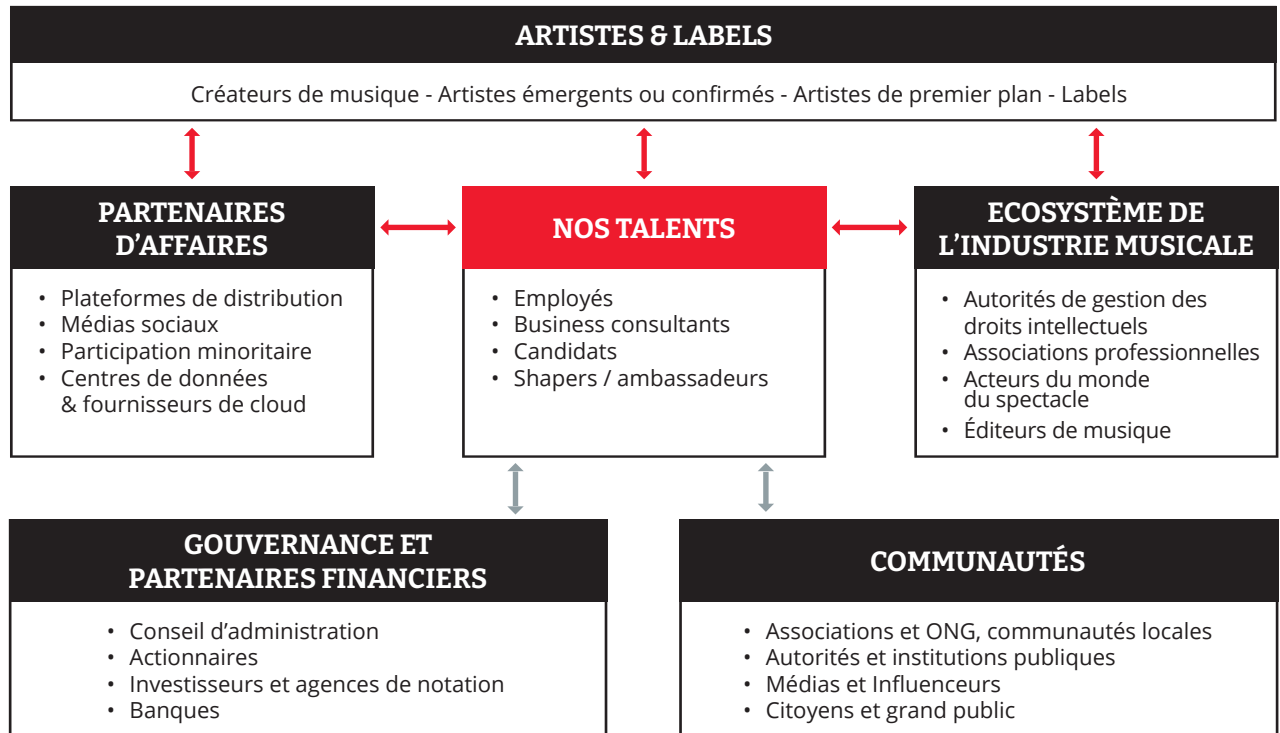 ARTISTES & LABELS
Créateurs de musique - Artistes émergents ou confirmés - Artistes de premier plan - Labels
PARTENAIRES
D’AFFAIRES
• Plateformes de distribution
• Médias sociaux
• Participation minoritaire
• Centres de données
& fournisseurs de cloud
NOS TALENTS
• Employés
• Business consultants
• Candidats
• Shapers / ambassadeurs
ECOSYSTÈME DE
L’INDUSTRIE MUSICALE
• Autorités de gestion des
droits intellectuels
• Associations professionnelles
• Acteurs du monde
du spectacle
• Éditeurs de musique
GOUVERNANCE ET
PARTENAIRES FINANCIERS
• Conseil d’administration
• Actionnaires
• Investisseurs et agences de notation
• Banques
COMMUNAUTÉS
• Associations et ONG, communautés locales
• Autorités et institutions publiques
• Médias et Influenceurs
• Citoyens et grand public